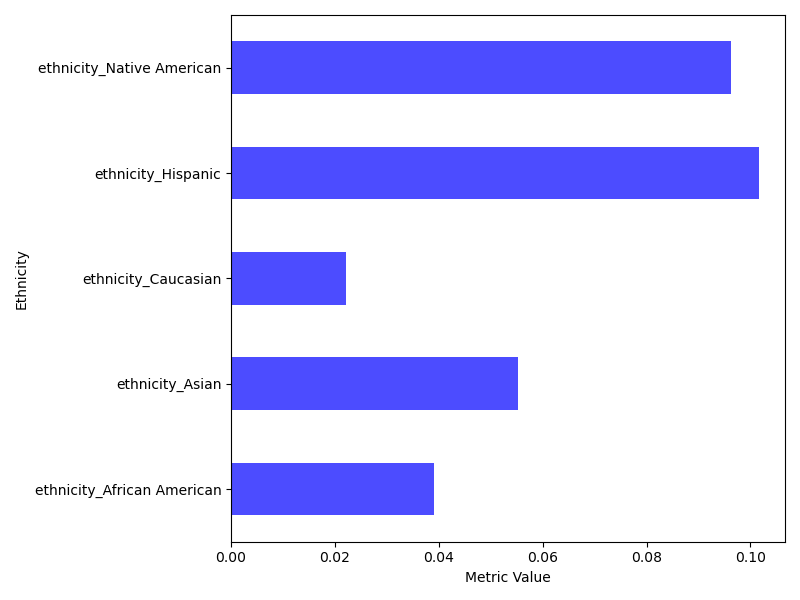 ethnicity_Native American
ethnicity_Hispanic
ethnicity_Caucasian
ethnicity_Asian
ethnicity_African American
Ethnicity
0.00 0.02 0.04 0.06 0.08 0.10
Metric Value